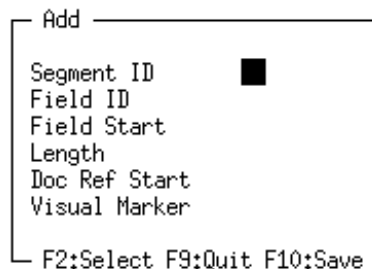 Add
Segment ID
Field ID
Field Start
Length
Doc Ref Start
Visual Marker
F2:Select F9:Quit F10:Save